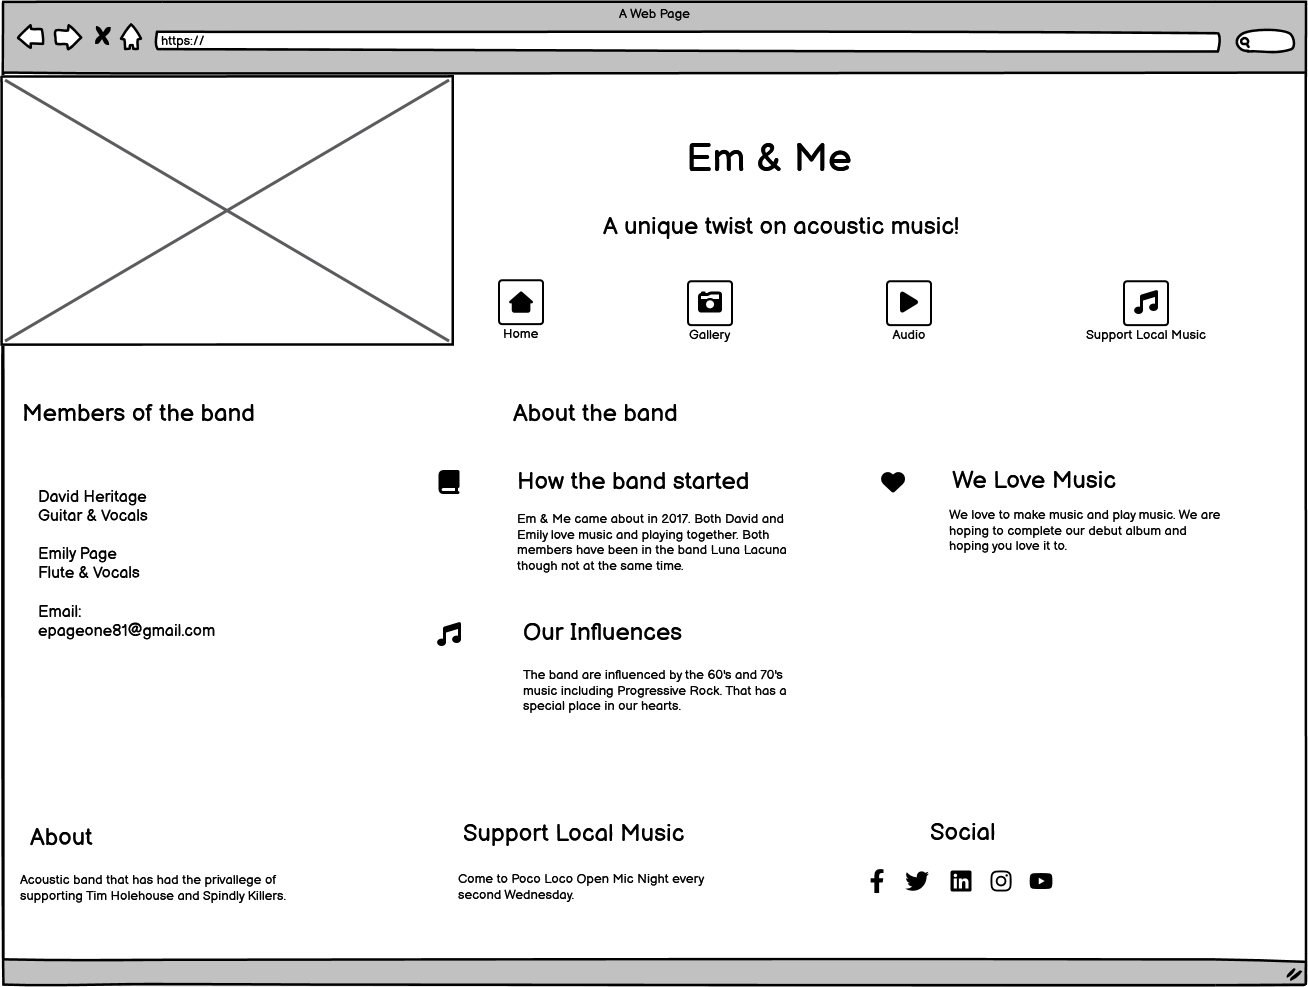 A Web Page
https://
Em & Me
A unique twist on acoustic music!
Home
Gallery
Audio
Support Local Music
Members of the band
David Heritage
Guitar & Vocals
Emily Page
Flute & Vocals
Email:
epageone81@gmail.com
About the band
How the band started
Em & Me came about in 2017. Both David and
Emily love music and playing together. Both
members have been in the band Luna Lacuna
though not at the same time.
We Love Music
We love to make music and play music. We are
hoping to complete our debut album and
hoping you love it to.
Our Influences
The band are influenced by the 60's and 70's
music including Progressive Rock. That has a
special place in our hearts.
About
Acoustic band that has had the privallege of
supporting Tim Holehouse and Spindly Killers.
Support Local Music
Come to Poco Loco Open Mic Night every
second Wednesday.
Social